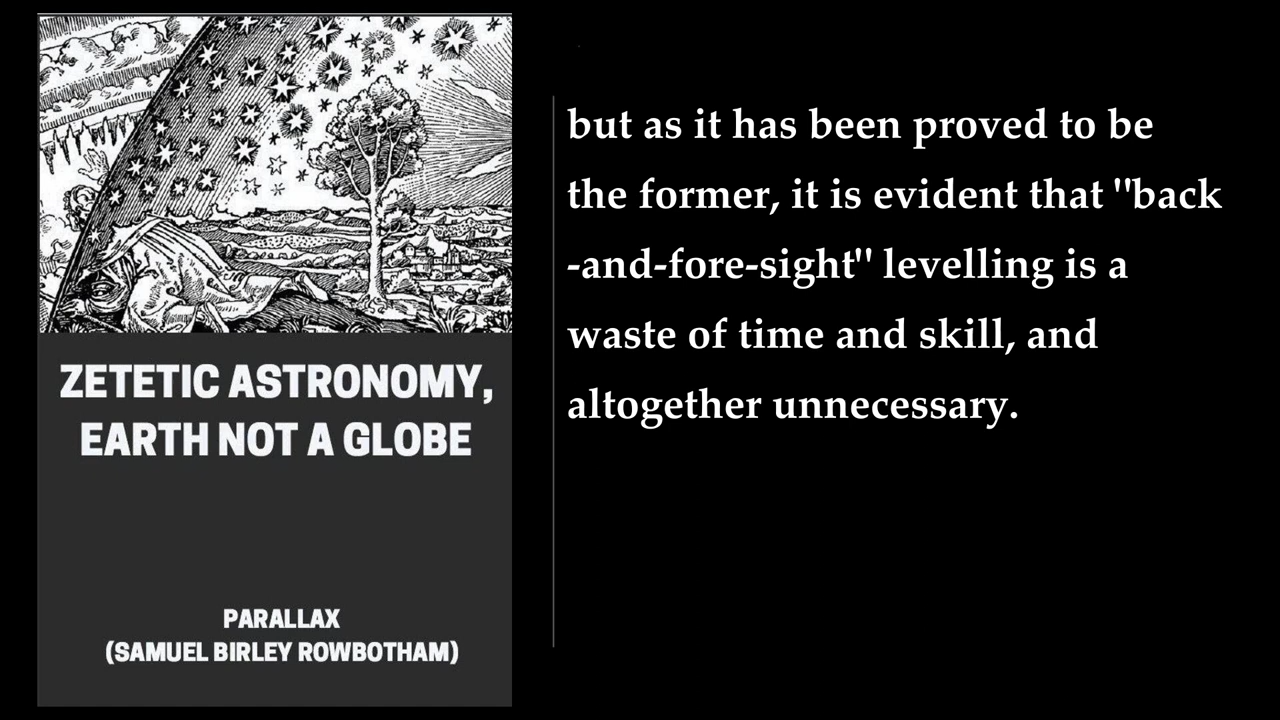 ZETETIC ASTRONOMY,
EARTH NOT A GLOBE
PARALLAX
(SAMUEL BIRLEY ROWBOTHAM)
but as it has been proved to be
the former, it is evident that "back
-and-fore-sight" levelling is a
waste of time and skill, and
altogether unnecessary.